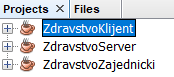 Projects × Files
ZdravstvoKlijent
ZdravstvoServer
ZdravstvoZajednicki